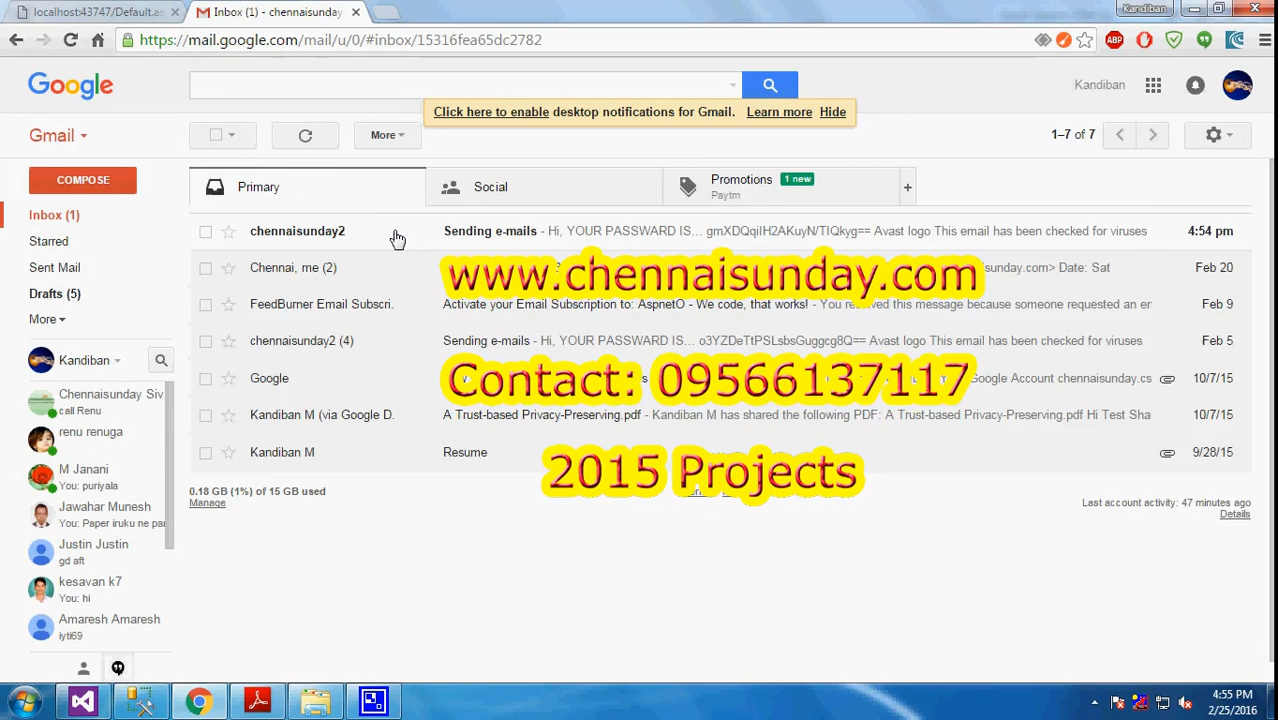 localhost:43747/Default.as
Inbox (1) - chennaisunday
Kandiban
https://mail.google.com/mail/u/0/#inbox/15316fea65dc2782
ABP
Google
Kandiban
Click here to enable desktop notifications for Gmail. Learn more Hide
Gmail
More
1–7 of 7
COMPOSE
Primary
Social
Promotions
1 new
Paytm
Inbox (1)
Starred
Sent Mail
Drafts (5)
More
chennaisunday2 Sending e-mails - Hi, YOUR PASSWARD IS... gmXDQqilH2AKuyN/TIQkyg== Avast logo This email has been checked for viruses 4:54 pm
www.chennaisunday.com
Chennai, me (2) Date: Sat Feb 20
FeedBurner Email Subscri. Activate your Email Subscription to: AspnetO - We code, that works! this message because someone requested an er Feb 9
chennaisunday2 (4) Sending e-mails - Hi, YOUR PASSWARD IS... o3YZDeTtPSLsbsGuggcg8Q== Avast logo This email has been checked for viruses Feb 5
Contact: 09566137117
Google Google Account chennaisunday.cs 10/7/15
Kandiban M (via Google D. A Trust-based Privacy-Preserving.pdf - Kandiban M has shared the following PDF: A Trust-based Privacy-Preserving.pdf Hi Test Sha 10/7/15
Kandiban M Resume 9/28/15
2015 Projects
0.18 GB (1%) of 15 GB used
Manage
Last account activity: 47 minutes ago
Details
Kandiban
Chennaisunday Siv
call Renu
renu renuga
M Janani
You: puriyala
Jawahar Munesh
You: Paper iruku ne par
Justin Justin
gd aft
kesavan k7
You: hi
Amaresh Amaresh
iyti69
4:55 PM
2/25/2016